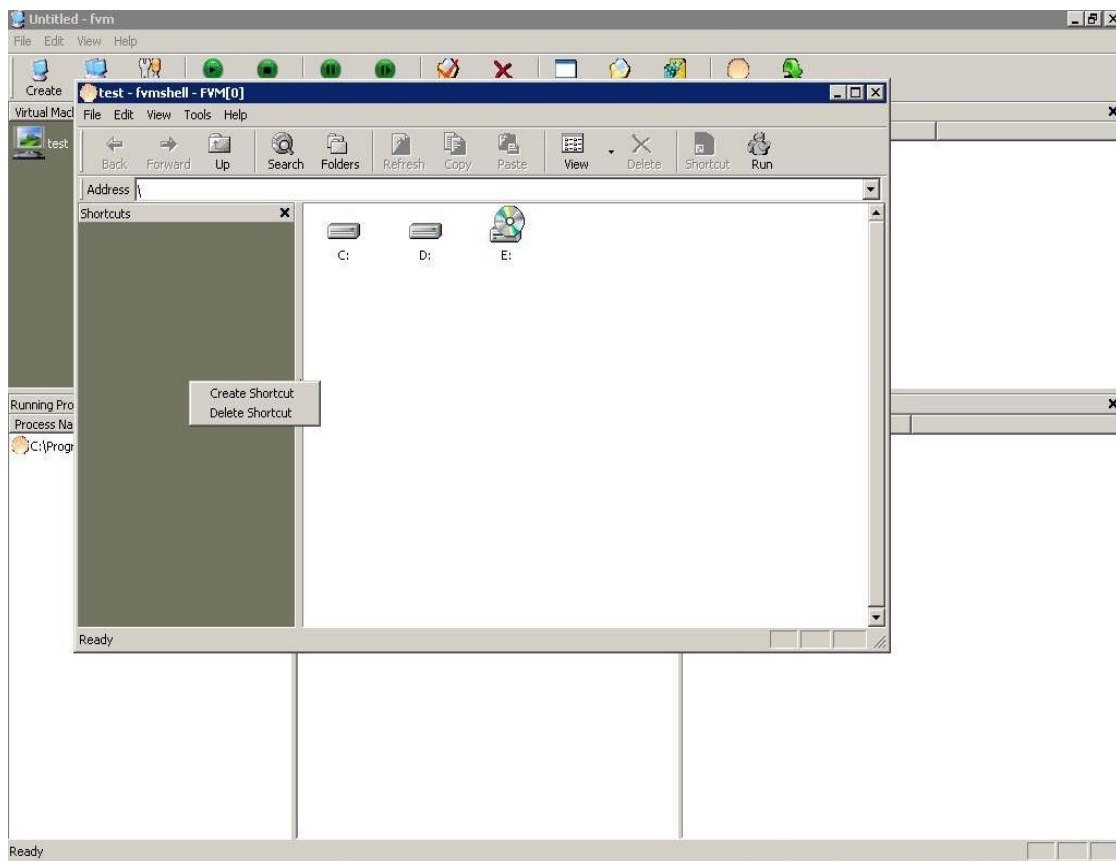 Untitled - fvm
File Edit View Help
Create
test - fvmshell - FVM[0]
Virtual Mac
File Edit View Tools Help
test
Back Forward Up Search Folders Refresh Copy Paste View Delete Shortcut Run
Address \
Shortcuts
C: D: E:
Create Shortcut
Delete Shortcut
Running Pro
Process Na
C:\Progr
Ready
Ready